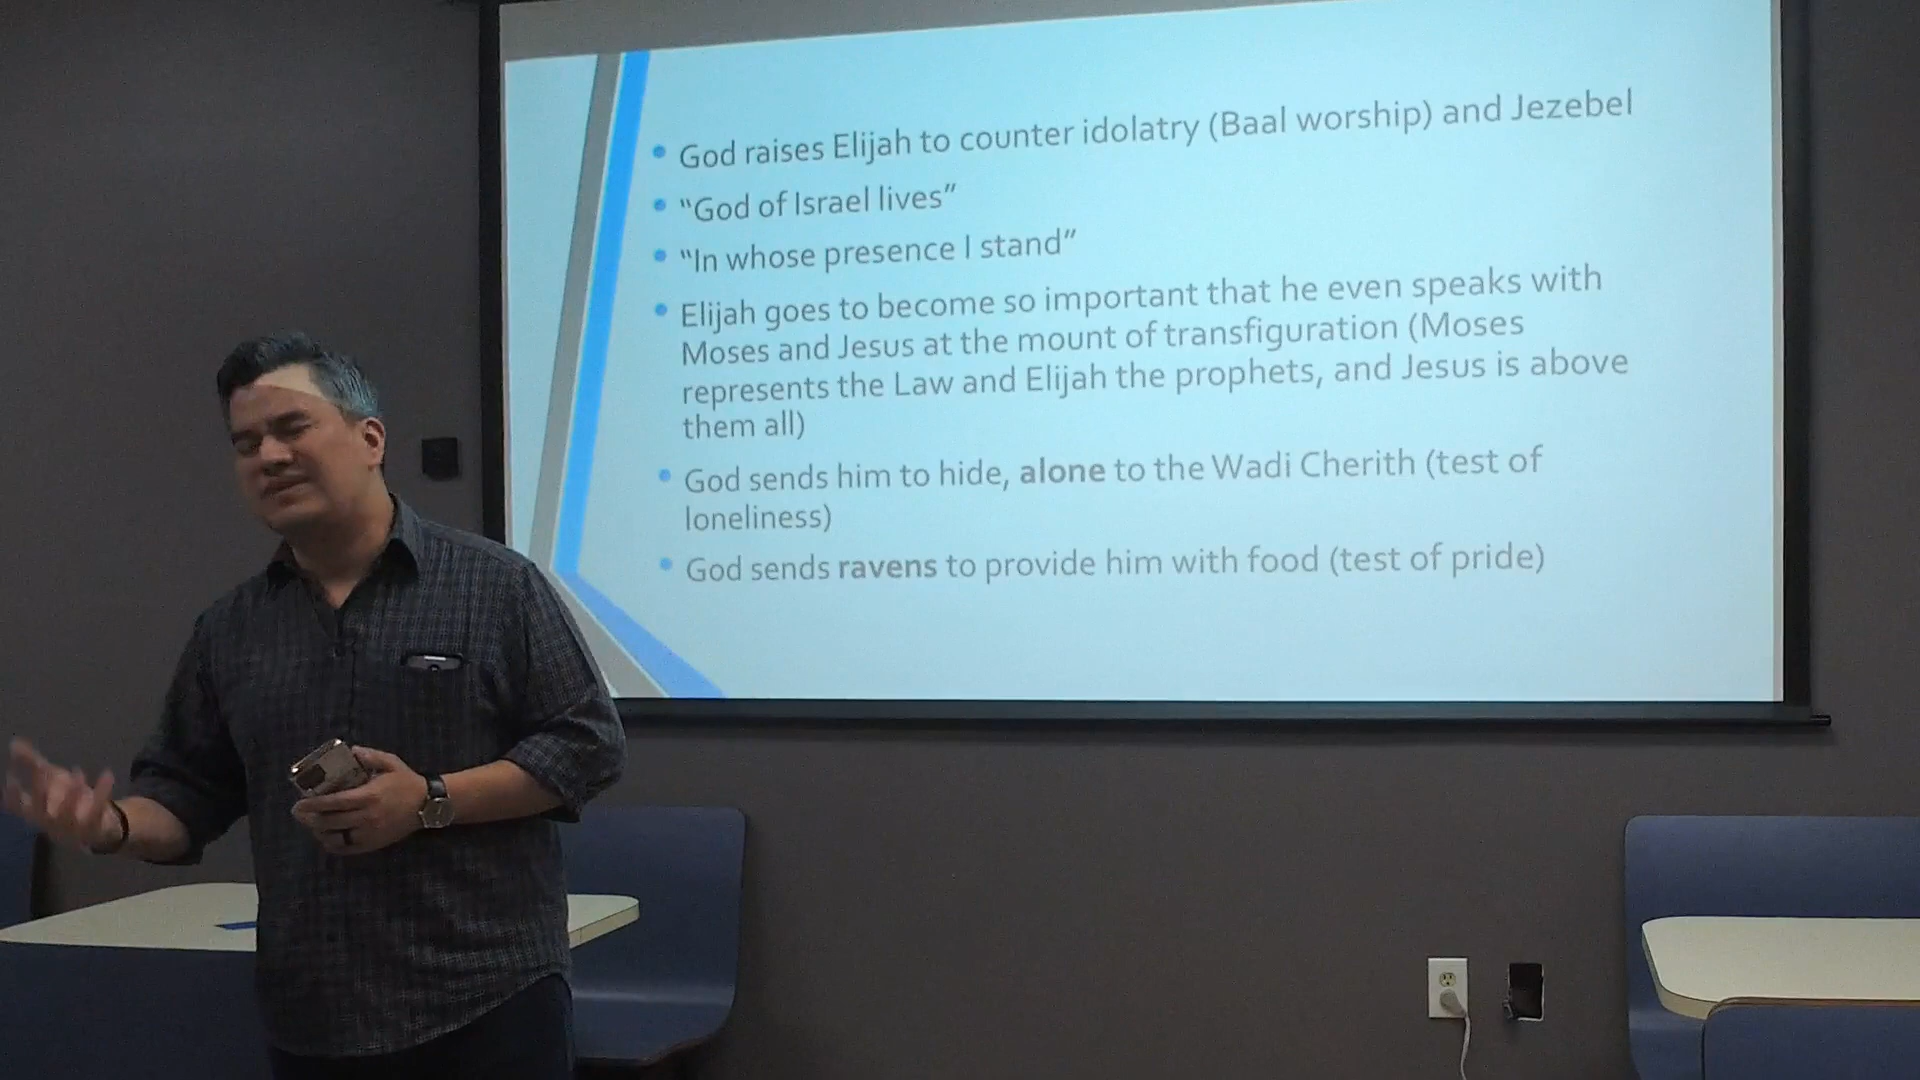 • God raises Elijah to counter idolatry (Baal worship) and Jezebel
• “God of Israel lives”
• “In whose presence I stand”
• Elijah goes to become so important that he even speaks with
Moses and Jesus at the mount of transfiguration (Moses
represents the Law and Elijah the prophets, and Jesus is above
them all)
• God sends him to hide, alone to the Wadi Cherith (test of
loneliness)
• God sends ravens to provide him with food (test of pride)